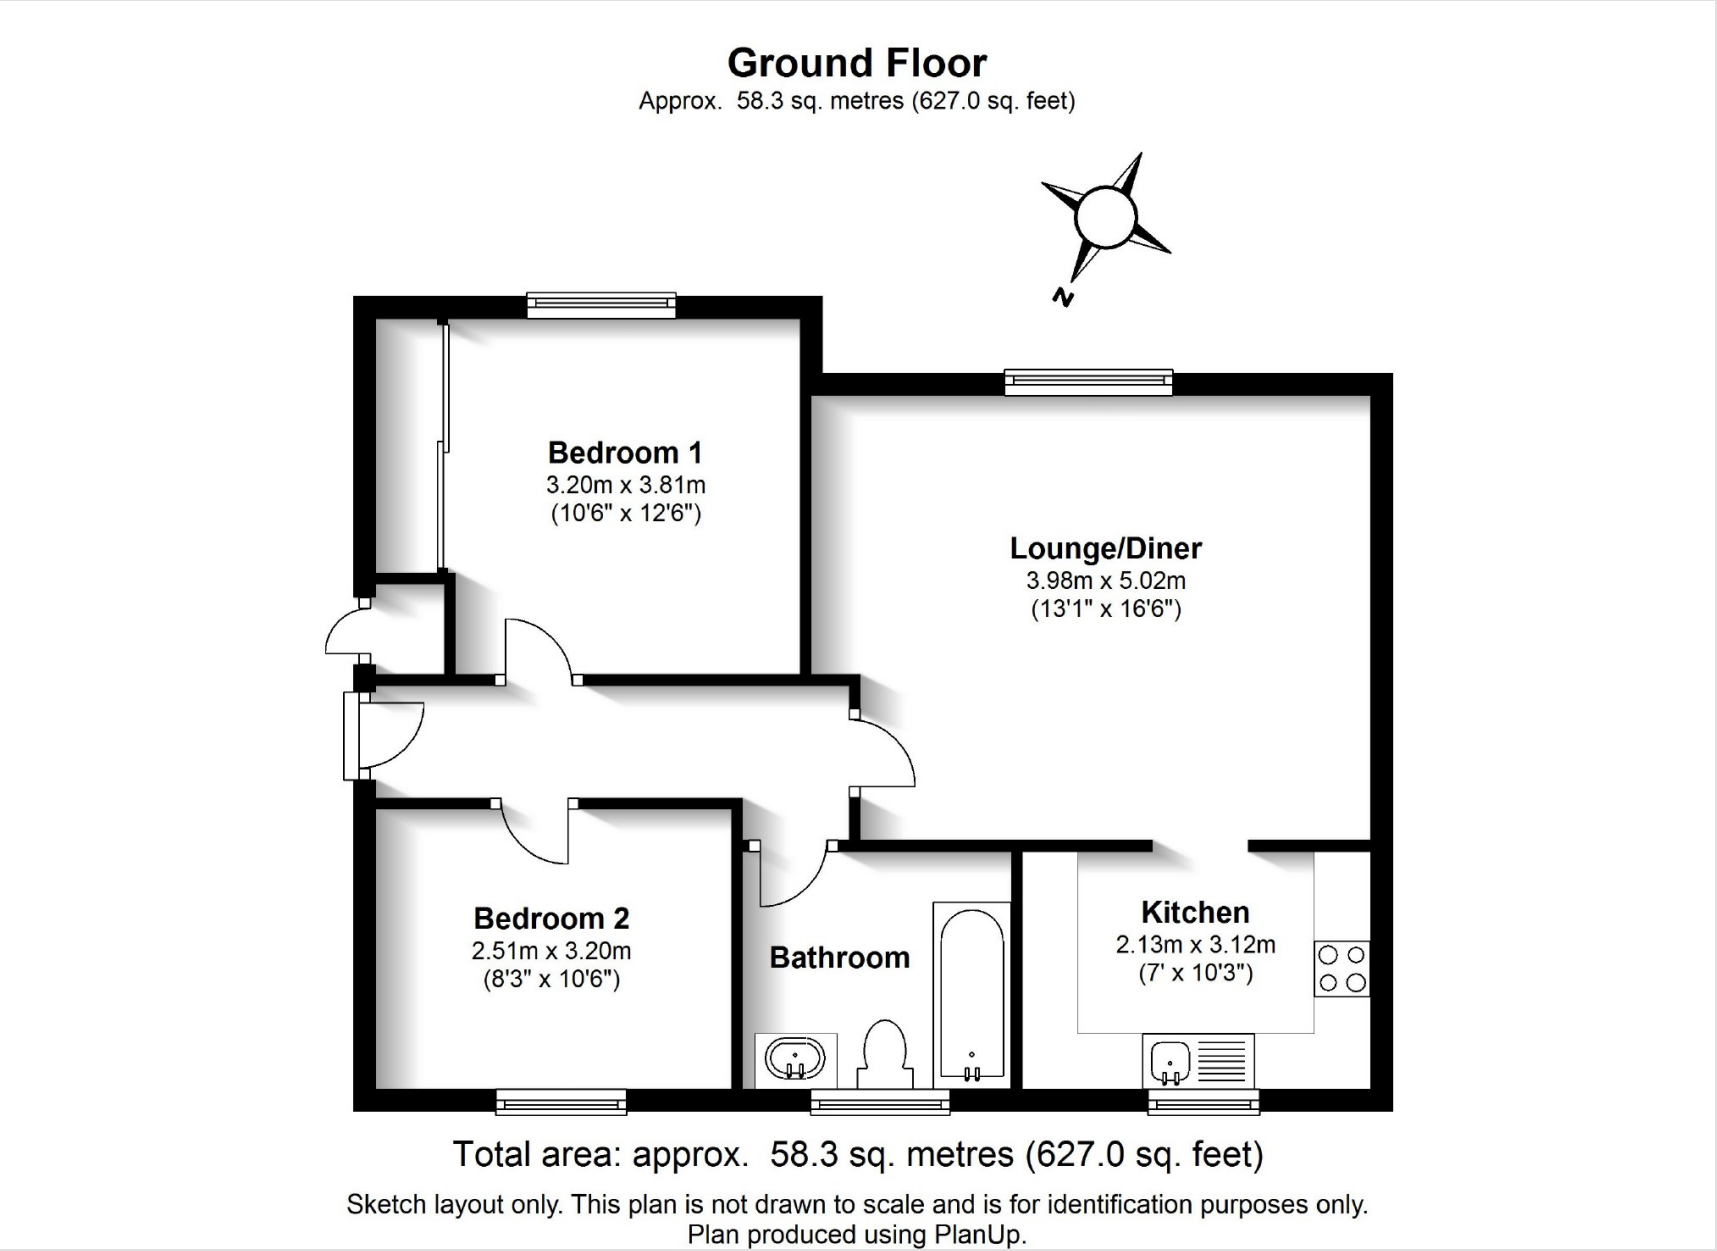 Ground Floor
Approx.  58.3 sq. metres (627.0 sq. feet)
N
Bedroom 1
3.20m x 3.81m
(10'6" x 12'6")
Lounge/Diner
3.98m x 5.02m
(13'1" x 16'6")
Bedroom 2
2.51m x 3.20m
(8'3" x 10'6")
Bathroom
Kitchen
2.13m x 3.12m
(7' x 10'3")
Total area: approx.  58.3 sq. metres (627.0 sq. feet)
Sketch layout only. This plan is not drawn to scale and is for identification purposes only.
Plan produced using PlanUp.